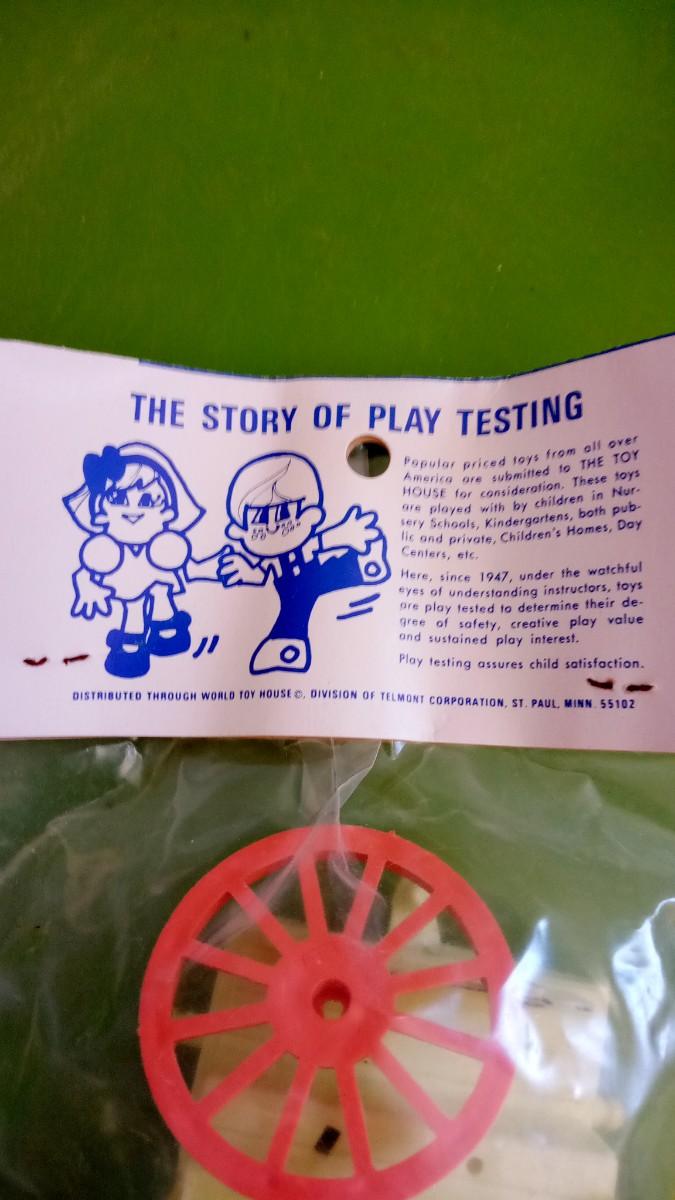 THE STORY OF PLAY TESTING
Popular priced toys from all over
America are submitted to THE TOY
HOUSE for consideration. These toys
are played with by children in Nur-
sery Schools, Kindergartens, both pub-
lic and private, Children's Homes, Day
Centers, etc.
Here, since 1947, under the watchful
eyes of understanding instructors, toys
are play tested to determine their de-
gree of safety, creative play value
and sustained play interest.
Play testing assures child satisfaction.
DISTRIBUTED THROUGH WORLD TOY HOUSE ©, DIVISION OF TELMONT CORPORATION, ST. PAUL, MINN. 55102